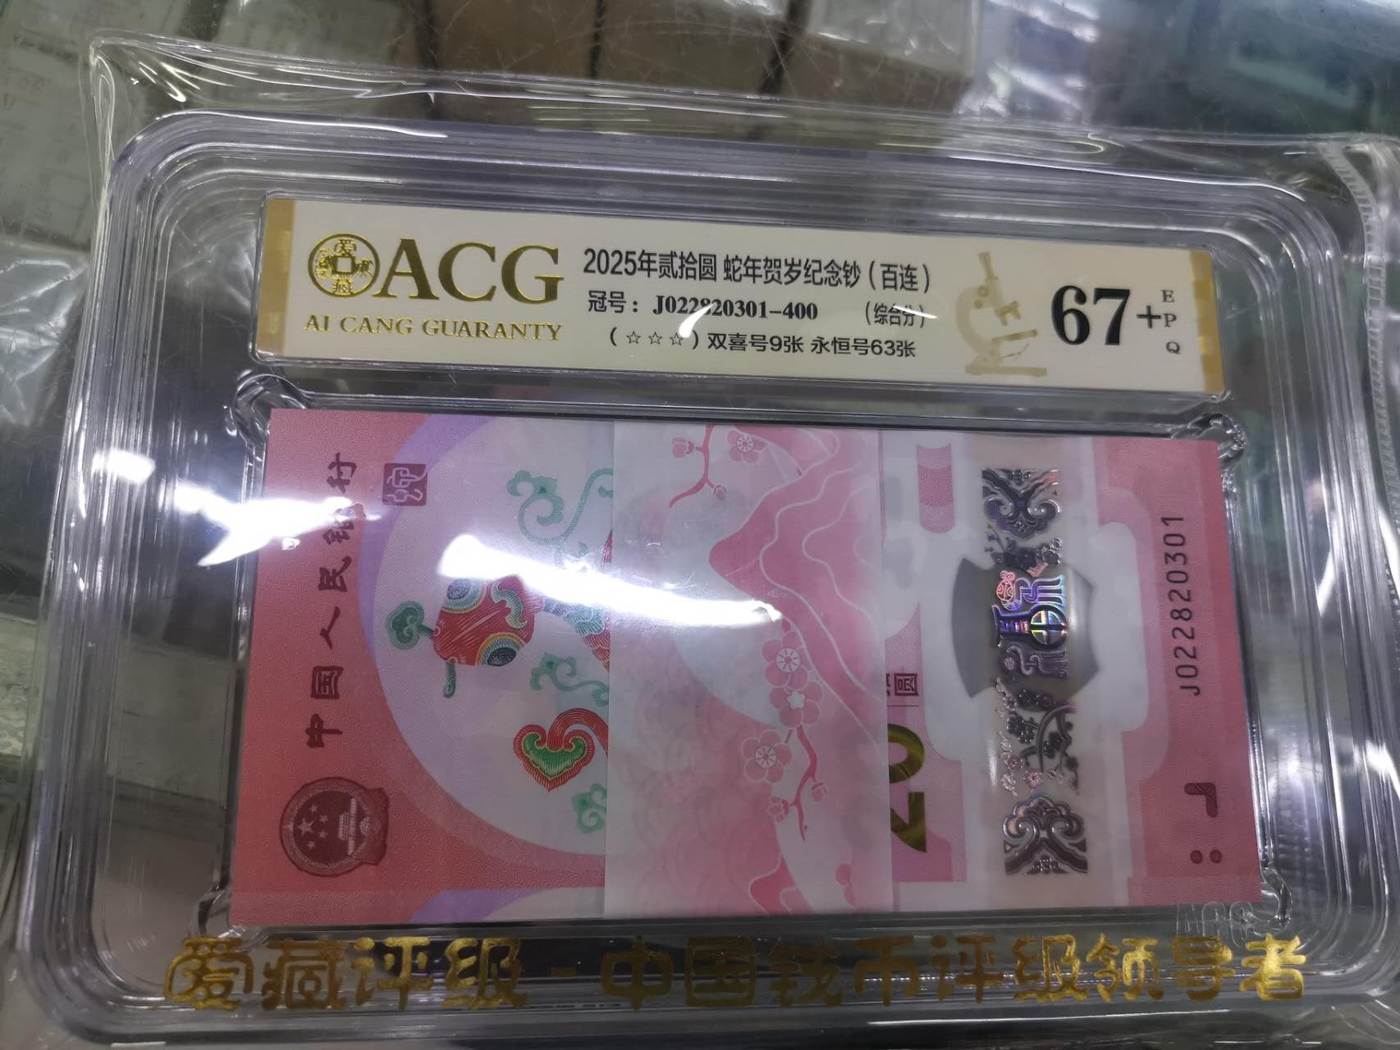 ACG
AI CANG GUARANTY
2025年贰拾圆 蛇年贺岁纪念钞（百连）
冠号：J022820301-400 （综合分）
（☆☆☆）双喜号9张 永恒号63张
67+
EPQ
中国人民银行
圆
20
J022820301
爱藏评级-中国钱币评级领导者